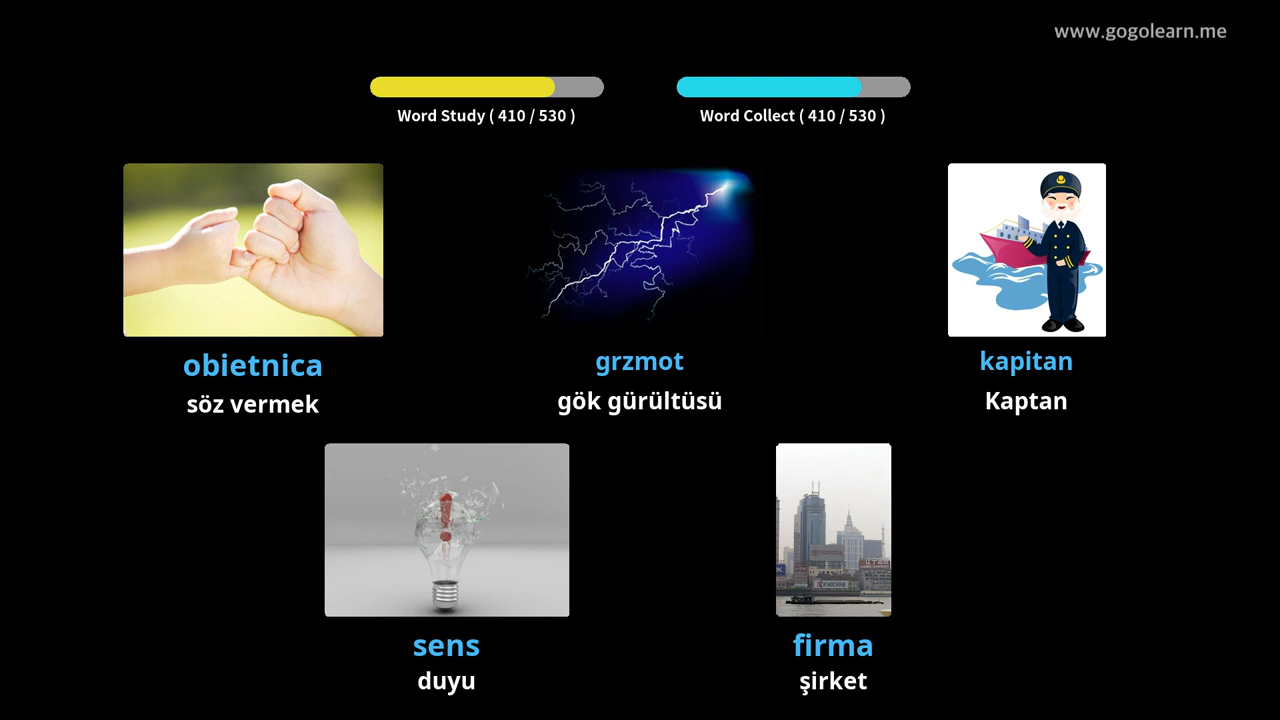 www.gogolearn.me
Word Study ( 410 / 530 )
Word Collect ( 410 / 530 )
obietnica
söz vermek
grzmot
gök gürültüsü
kapitan
Kaptan
sens
duyu
firma
şirket